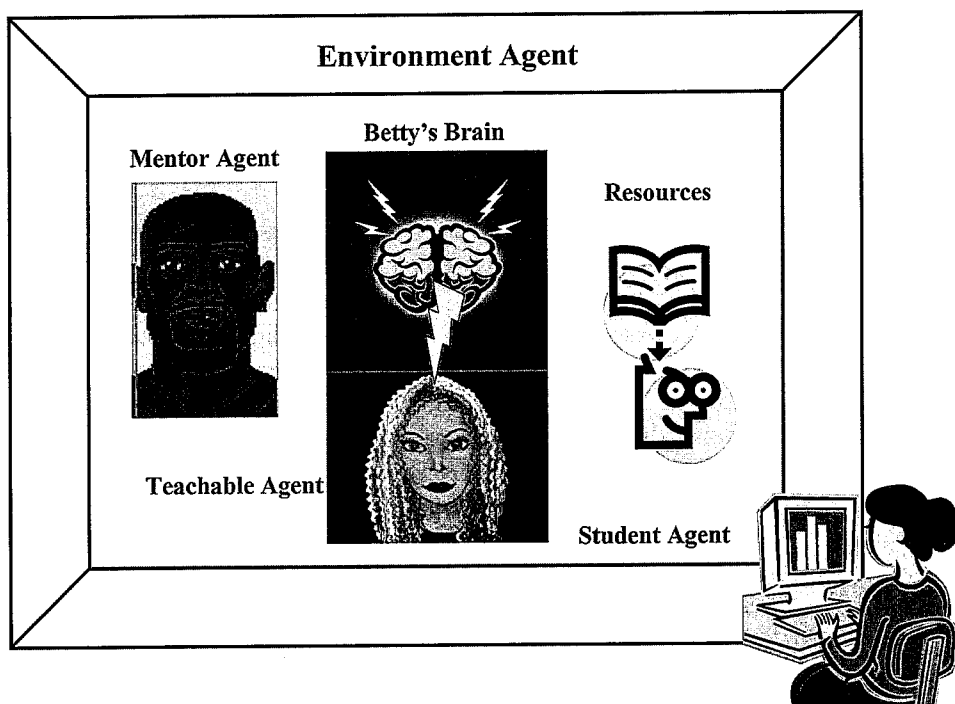 Environment Agent
Betty's Brain
Mentor Agent
Resources
Teachable Agent
Student Agent